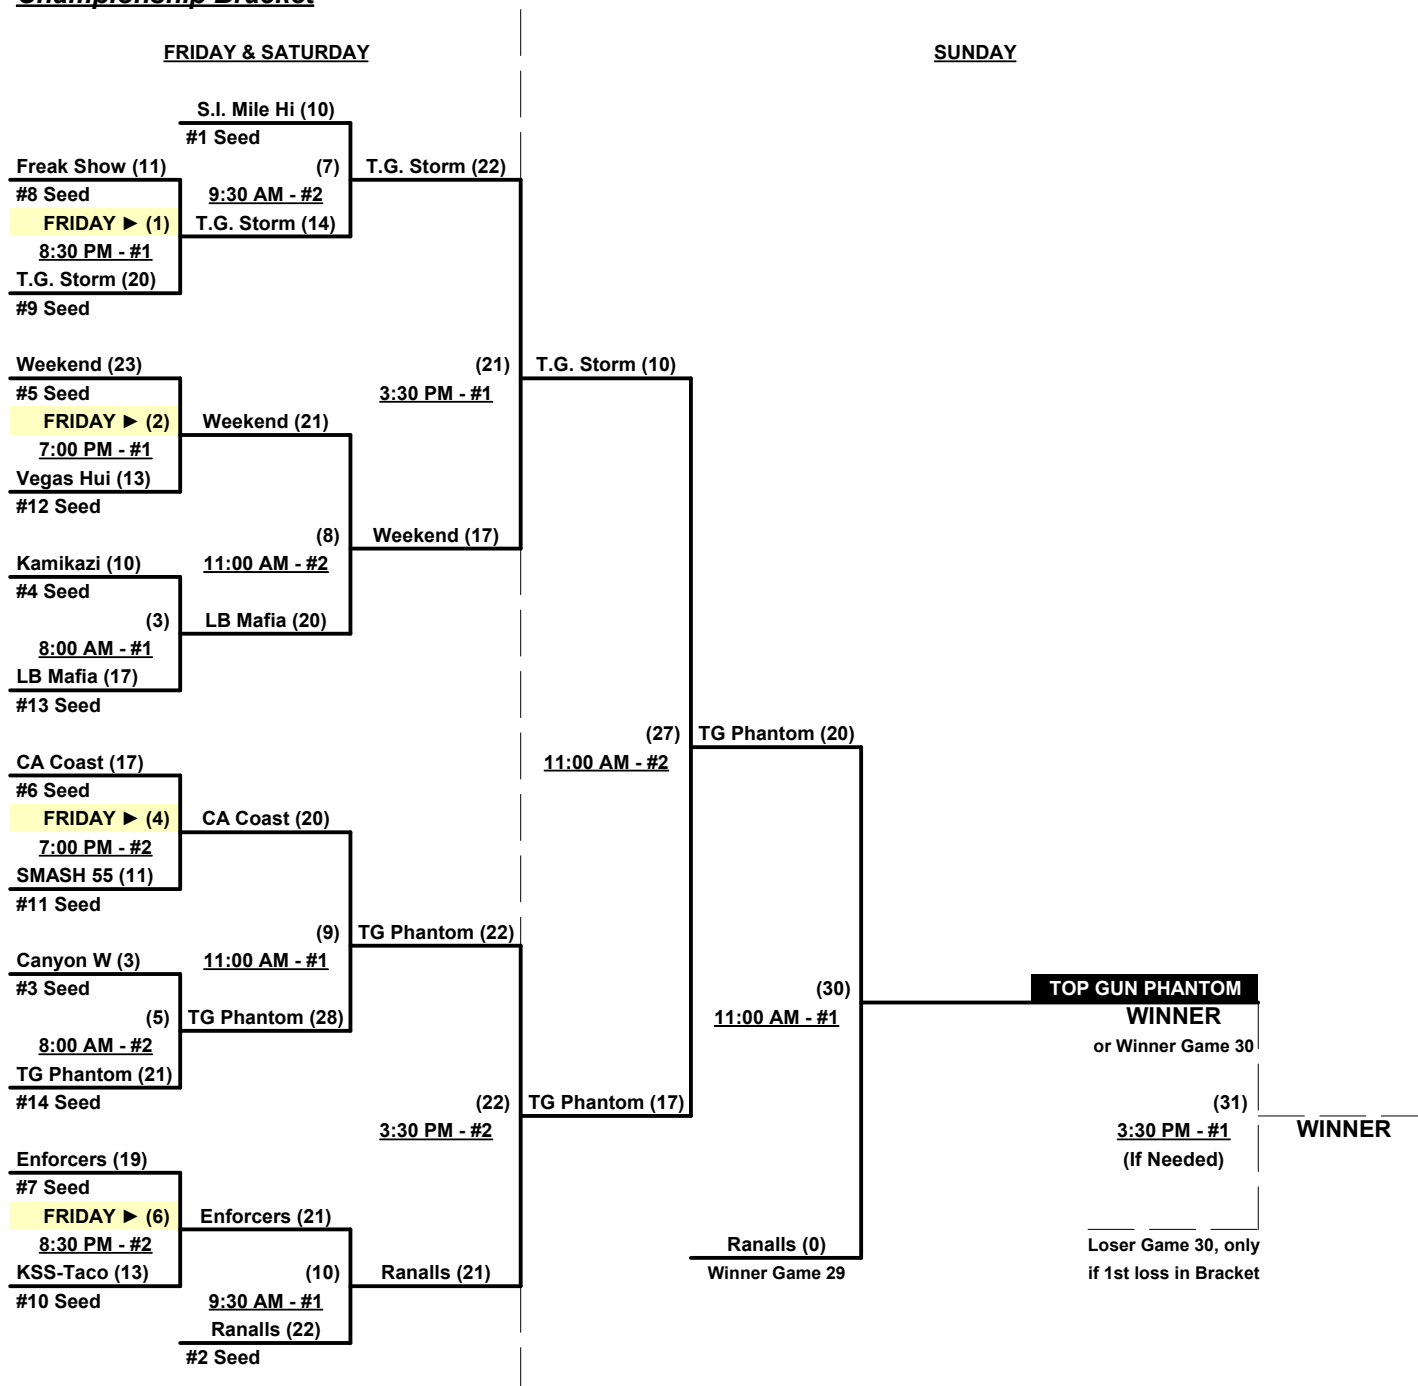 Championship Bracket
FRIDAY & SATURDAY
SUNDAY
S.I. Mile Hi (10)
#1 Seed
Freak Show (11)
(7)
T.G. Storm (22)
#8 Seed
9:30 AM - #2
FRIDAY ► (1)
T.G. Storm (14)
8:30 PM - #1
T.G. Storm (20)
#9 Seed
Weekend (23)
(21)
T.G. Storm (10)
#5 Seed
3:30 PM - #1
FRIDAY ► (2)
Weekend (21)
7:00 PM - #1
Vegas Hui (13)
#12 Seed
(8)
Weekend (17)
Kamikazi (10)
11:00 AM - #2
#4 Seed
(3)
LB Mafia (20)
8:00 AM - #1
LB Mafia (17)
#13 Seed
(27)
TG Phantom (20)
CA Coast (17)
11:00 AM - #2
#6 Seed
FRIDAY ► (4)
CA Coast (20)
7:00 PM - #2
SMASH 55 (11)
#11 Seed
(9)
TG Phantom (22)
Canyon W (3)
11:00 AM - #1
#3 Seed
(30)
TOP GUN PHANTOM
(5)
TG Phantom (28)
11:00 AM - #1
WINNER
8:00 AM - #2
or Winner Game 30
TG Phantom (21)
#14 Seed
(22)
TG Phantom (17)
(31)
3:30 PM - #2
3:30 PM - #1
WINNER
Enforcers (19)
(If Needed)
#7 Seed
FRIDAY ► (6)
Enforcers (21)
8:30 PM - #2
Ranalls (0)
Loser Game 30, only
KSS-Taco (13)
(10)
Ranalls (21)
Winner Game 29
if 1st loss in Bracket
#10 Seed
9:30 AM - #1
Ranalls (22)
#2 Seed